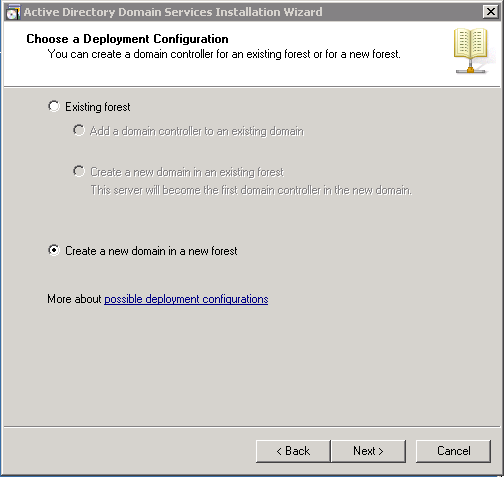 Active Directory Domain Services Installation Wizard
Choose a Deployment Configuration
You can create a domain controller for an existing forest or for a new forest.
Existing forest
Add a domain controller to an existing domain
Create a new domain in an existing forest
This server will become the first domain controller in the new domain.
Create a new domain in a new forest
More about possible deployment configurations
< Back Next > Cancel